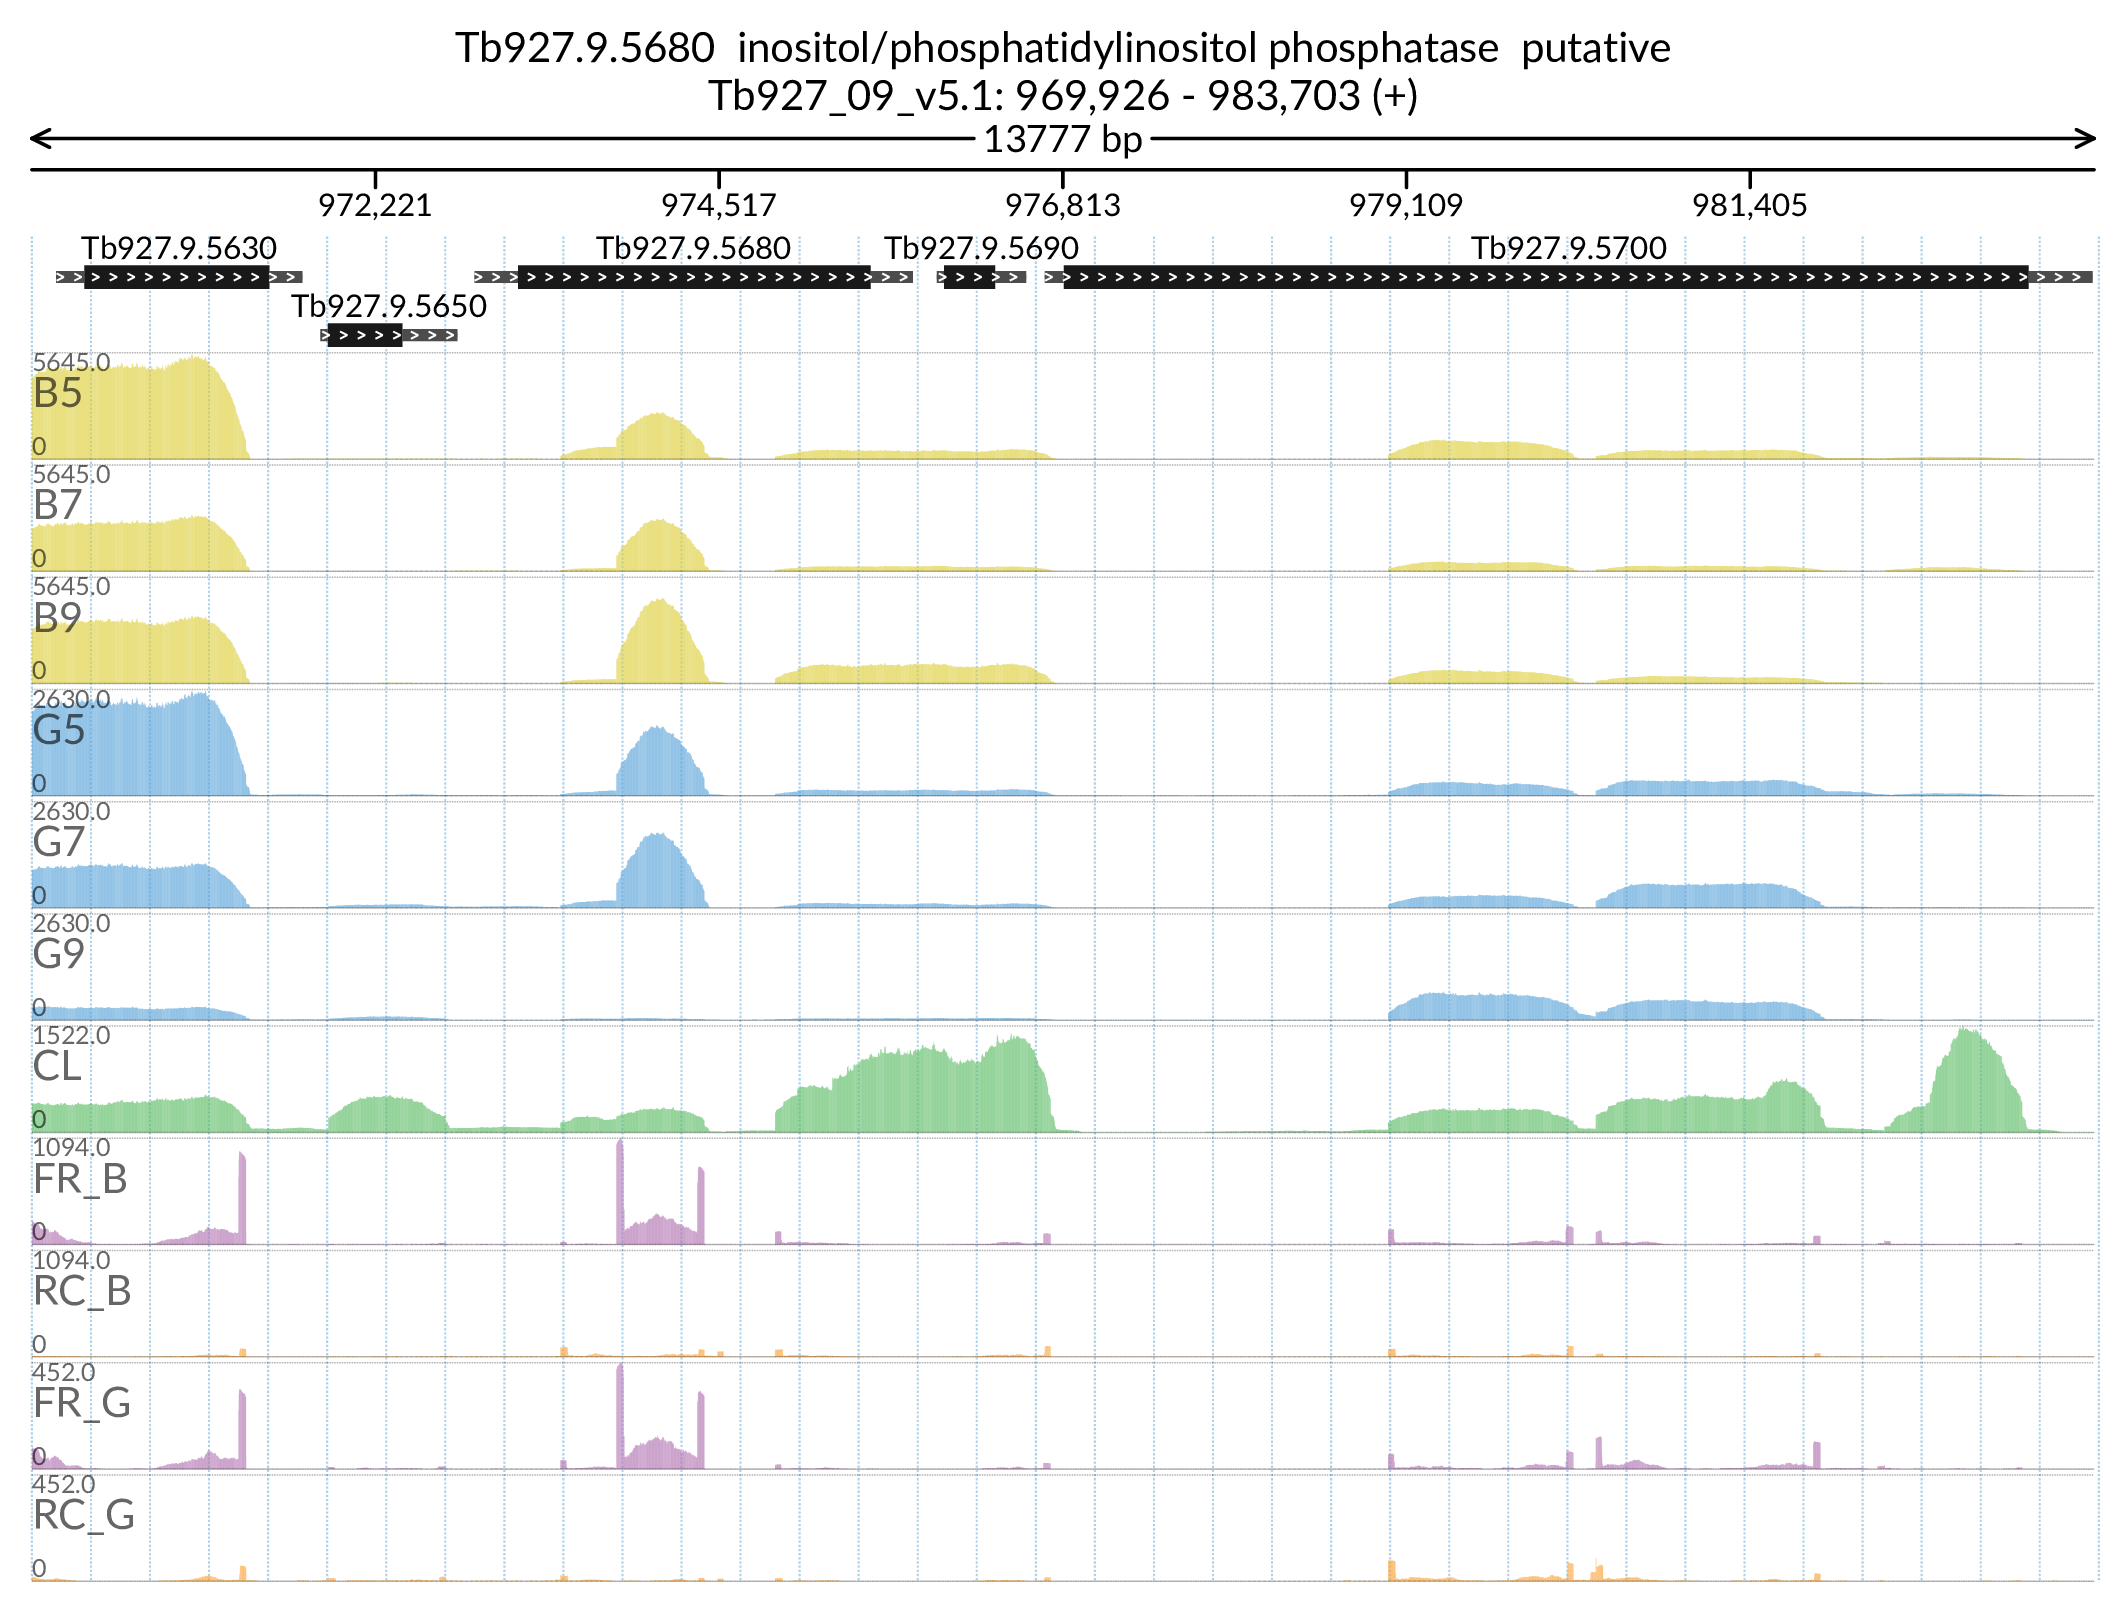 Tb927.9.5680  inositol/phosphatidylinositol phosphatase  putative
Tb927_09_v5.1: 969,926 - 983,703 (+)
13777 bp
972,221 974,517 976,813 979,109 981,405
Tb927.9.5630 Tb927.9.5680 Tb927.9.5690 Tb927.9.5700
Tb927.9.5650
5645.0
B5
0
5645.0
B7
0
5645.0
B9
0
2630.0
G5
0
2630.0
G7
0
2630.0
G9
0
1522.0
CL
0
1094.0
FR_B
0
1094.0
RC_B
0
452.0
FR_G
0
452.0
RC_G
0